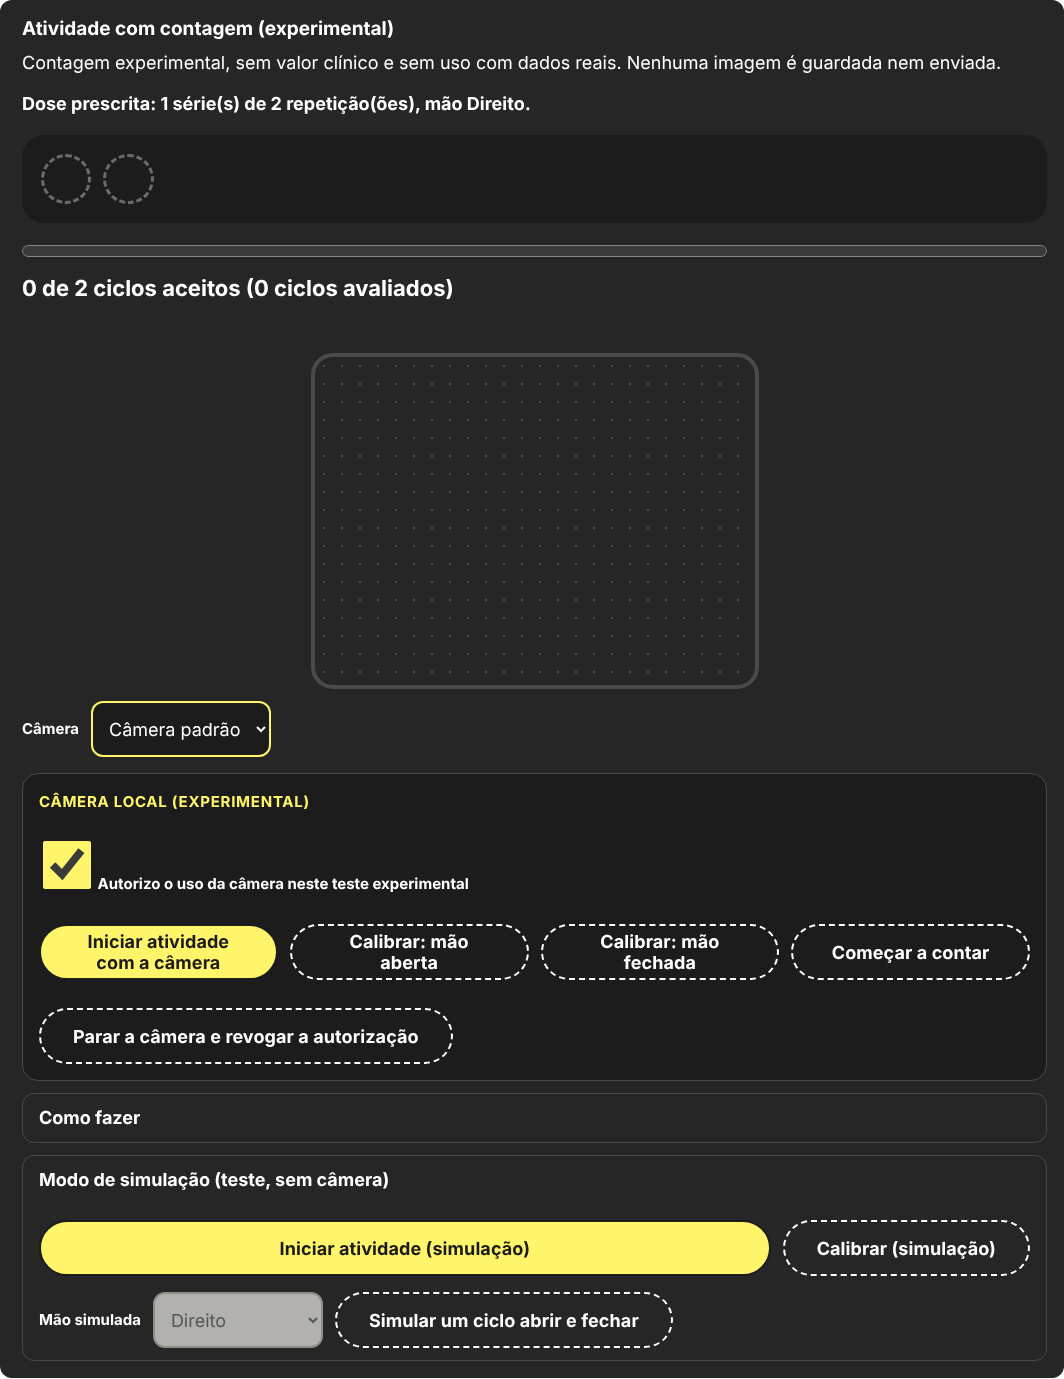 Atividade com contagem (experimental)
Contagem experimental, sem valor clínico e sem uso com dados reais. Nenhuma imagem é guardada nem enviada.
Dose prescrita: 1 série(s) de 2 repetição(ões), mão Direito.
0 de 2 ciclos aceitos (0 ciclos avaliados)
Câmera
Câmera padrão
CÂMERA LOCAL (EXPERIMENTAL)
Autorizo o uso da câmera neste teste experimental
Iniciar atividade
com a câmera
Calibrar: mão
aberta
Calibrar: mão
fechada
Começar a contar
Parar a câmera e revogar a autorização
Como fazer
Modo de simulação (teste, sem câmera)
Iniciar atividade (simulação)
Calibrar (simulação)
Mão simulada
Direito
Simular um ciclo abrir e fechar